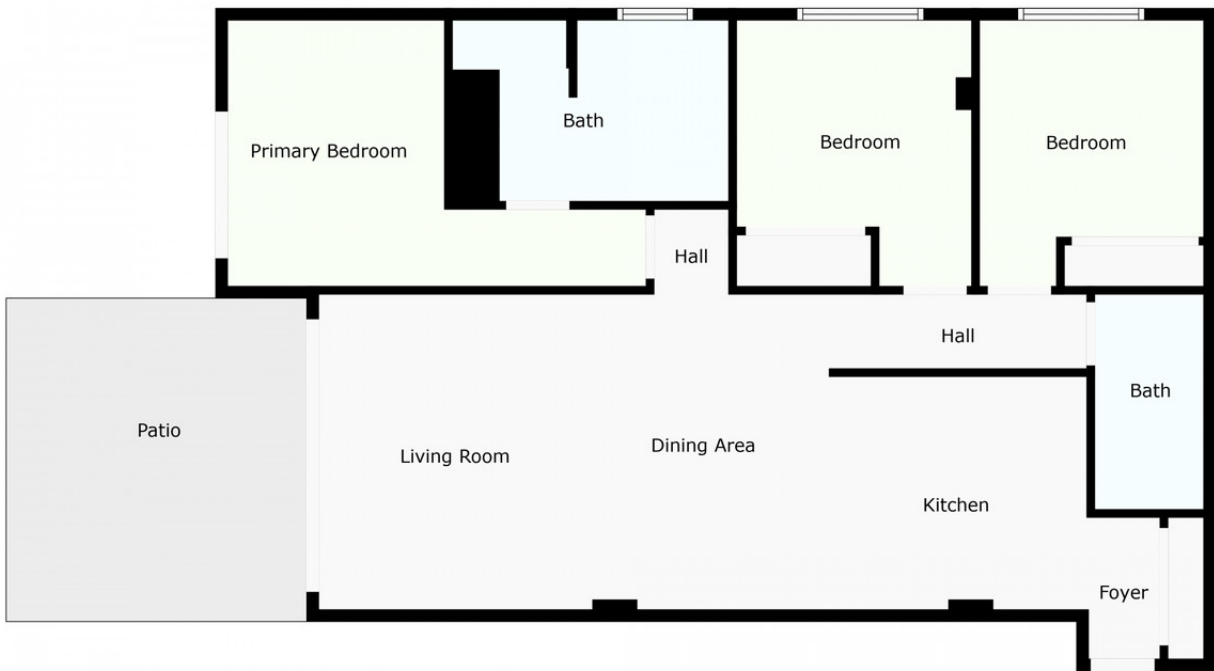 Primary Bedroom
Bath
Bedroom
Bedroom
Hall
Hall
Bath
Patio
Living Room
Dining Area
Kitchen
Foyer